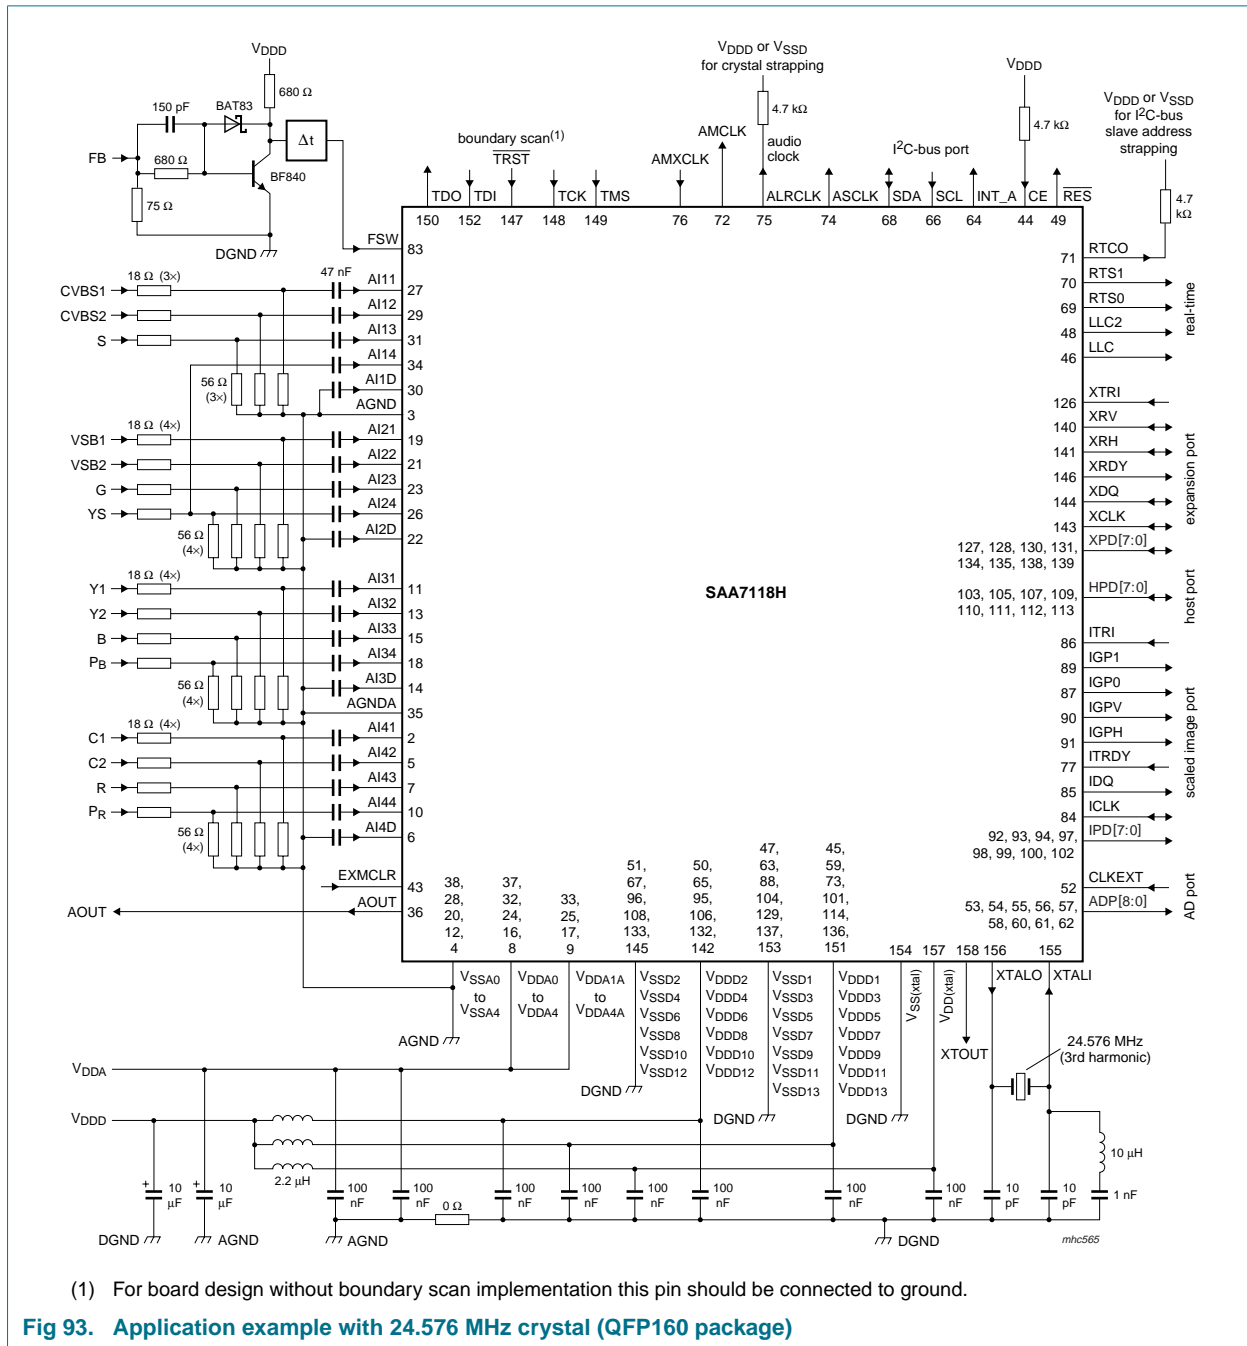 VDDD
680 Ω
150 pF
BAT83
Δt
FB
680 Ω
BF840
75 Ω
DGND
VDDD or VSSD
for crystal strapping
4.7 kΩ
audio
clock
boundary scan(1)
TRST
AMXCLK
AMCLK
I2C-bus port
VDDD
4.7 kΩ
VDDD or VSSD
for I2C-bus
slave address
strapping
4.7
kΩ
TDO
TDI
TCK
TMS
ALRCLK
ASCLK
SDA
SCL
INT_A
CE
RES
150 152 147 148 149 76 72 75 74 68 66 64 44 49
FSW
83
18 Ω (3×)
47 nF
CVBS1
AI11
27
CVBS2
AI12
29
S
AI13
31
AI14
34
56 Ω
(3×)
AI1D
30
AGND
3
VSB1
18 Ω (4×)
AI21
19
VSB2
AI22
21
G
AI23
23
YS
AI24
26
56 Ω
(4×)
AI2D
22
Y1
18 Ω (4×)
AI31
11
Y2
AI32
13
B
AI33
15
PB
AI34
18
56 Ω
(4×)
AI3D
14
AGNDA
35
C1
18 Ω (4×)
AI41
2
C2
AI42
5
R
AI43
7
PR
AI44
10
56 Ω
(4×)
AI4D
6
EXMCLR
43
AOUT
AOUT
36
SAA7118H
71
RTCO
70
RTS1
69
RTS0
48
LLC2
46
LLC
real-time
126
XTRI
140
XRV
141
XRH
146
XRDY
144
XDQ
143
XCLK
127, 128, 130, 131,
134, 135, 138, 139
XPD[7:0]
expansion port
103, 105, 107, 109,
110, 111, 112, 113
HPD[7:0]
host port
86
ITRI
89
IGP1
87
IGP0
90
IGPV
91
IGPH
77
ITRDY
85
IDQ
84
ICLK
92, 93, 94, 97,
98, 99, 100, 102
IPD[7:0]
scaled image port
52
CLKEXT
53, 54, 55, 56, 57,
58, 60, 61, 62
ADP[8:0]
AD port
38,
28,
20,
12,
4
37,
32,
24,
16,
8
33,
25,
17,
9
51,
67,
96,
108,
133,
145
50,
65,
95,
106,
132,
142
47,
63,
88,
104,
129,
137,
153
45,
59,
73,
101,
114,
136,
151
154 157 158 156 155
VSSA0
to
VSSA4
VDDA0
to
VDDA4
VDDA1A
to
VDDA4A
VSSD2
VSSD4
VSSD6
VSSD8
VSSD10
VSSD12
VDDD2
VDDD4
VDDD6
VDDD8
VDDD10
VDDD12
VSSD1
VSSD3
VSSD5
VSSD7
VSSD9
VSSD11
VSSD13
VDDD1
VDDD3
VDDD5
VDDD7
VDDD9
VDDD11
VDDD13
VSS(xtal)
VDD(xtal)
XTOUT
XTALO
XTALI
24.576 MHz
(3rd harmonic)
AGND
DGND
DGND
DGND
VDDA
VDDD
2.2 μH
10 μH
+
10
μF
+
10
μF
100
nF
100
nF
100
nF
100
nF
100
nF
100
nF
100
nF
100
nF
10
pF
10
pF
1 nF
0 Ω
DGND
AGND
AGND
DGND
mhc565
(1) For board design without boundary scan implementation this pin should be connected to ground.
Fig 93. Application example with 24.576 MHz crystal (QFP160 package)